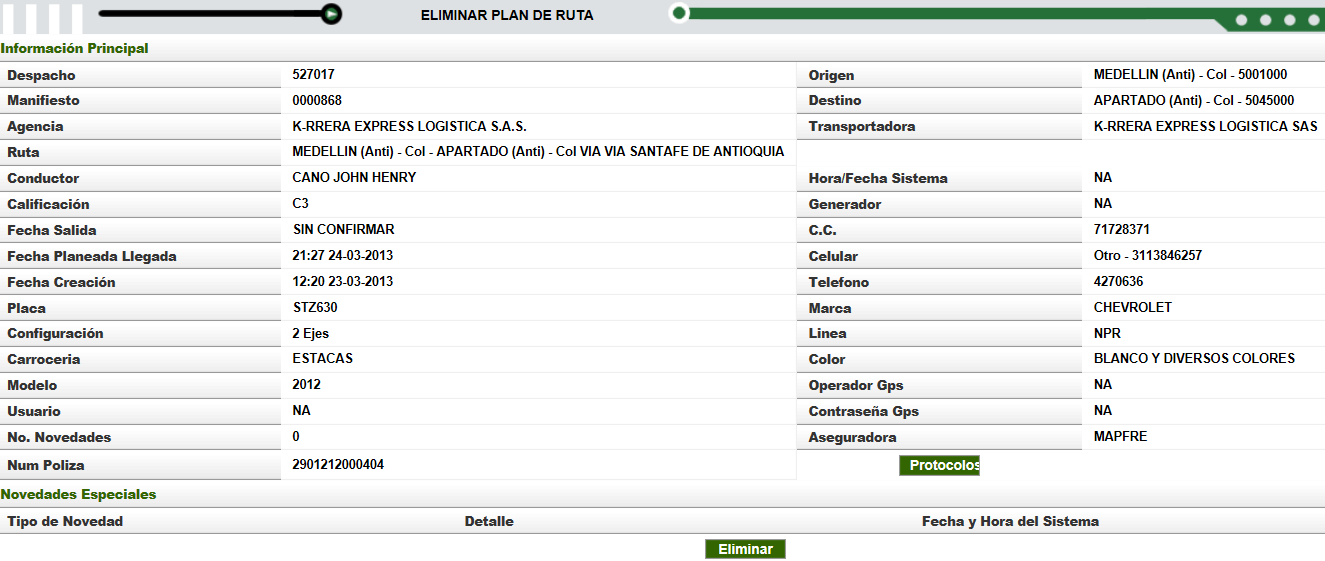 ELIMINAR PLAN DE RUTA
Información Principal
Despacho 527017 Origen MEDELLIN (Anti) - Col - 5001000
Manifiesto 0000868 Destino APARTADO (Anti) - Col - 5045000
Agencia K-RRERA EXPRESS LOGISTICA S.A.S. Transportadora K-RRERA EXPRESS LOGISTICA SAS
Ruta MEDELLIN (Anti) - Col - APARTADO (Anti) - Col VIA VIA SANTAFE DE ANTIOQUIA
Conductor CANO JOHN HENRY Hora/Fecha Sistema NA
Calificación C3 Generador NA
Fecha Salida SIN CONFIRMAR C.C. 71728371
Fecha Planeada Llegada 21:27 24-03-2013 Celular Otro - 3113846257
Fecha Creación 12:20 23-03-2013 Telefono 4270636
Placa STZ630 Marca CHEVROLET
Configuración 2 Ejes Linea NPR
Carroceria ESTACAS Color BLANCO Y DIVERSOS COLORES
Modelo 2012 Operador Gps NA
Usuario NA Contraseña Gps NA
No. Novedades 0 Aseguradora MAPFRE
Num Poliza 2901212000404 Protocolos
Novedades Especiales
Tipo de Novedad Detalle Fecha y Hora del Sistema
Eliminar